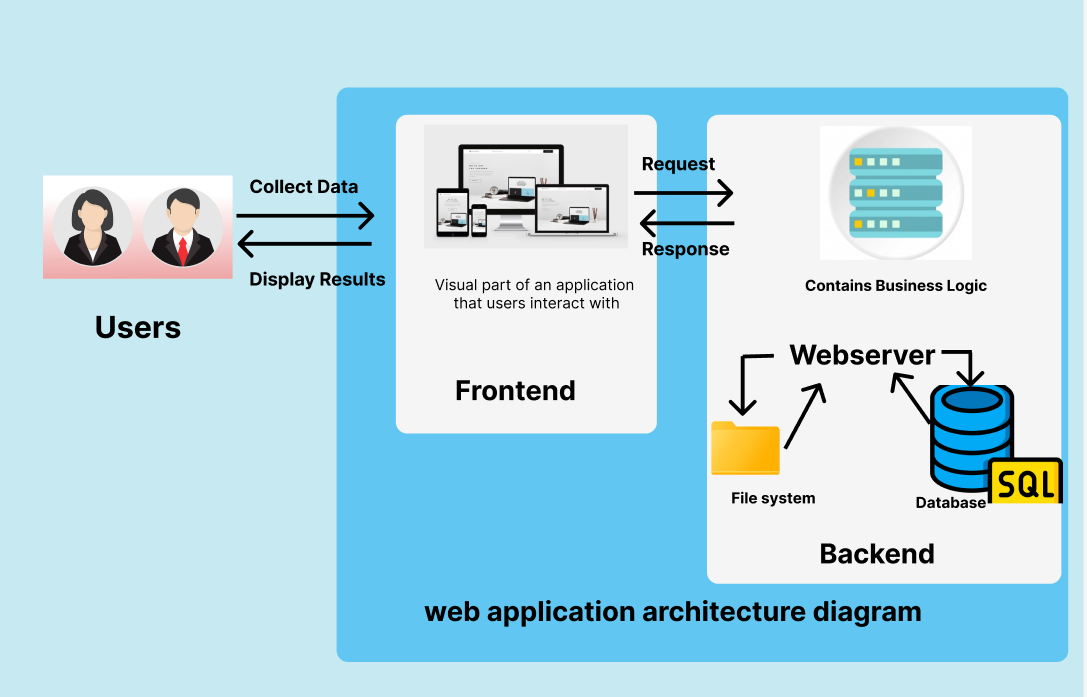 Collect Data
Display Results
Users
Visual part of an application
that users interact with
Frontend
Request
Response
Contains Business Logic
Webserver
File system
Database
SQL
Backend
web application architecture diagram